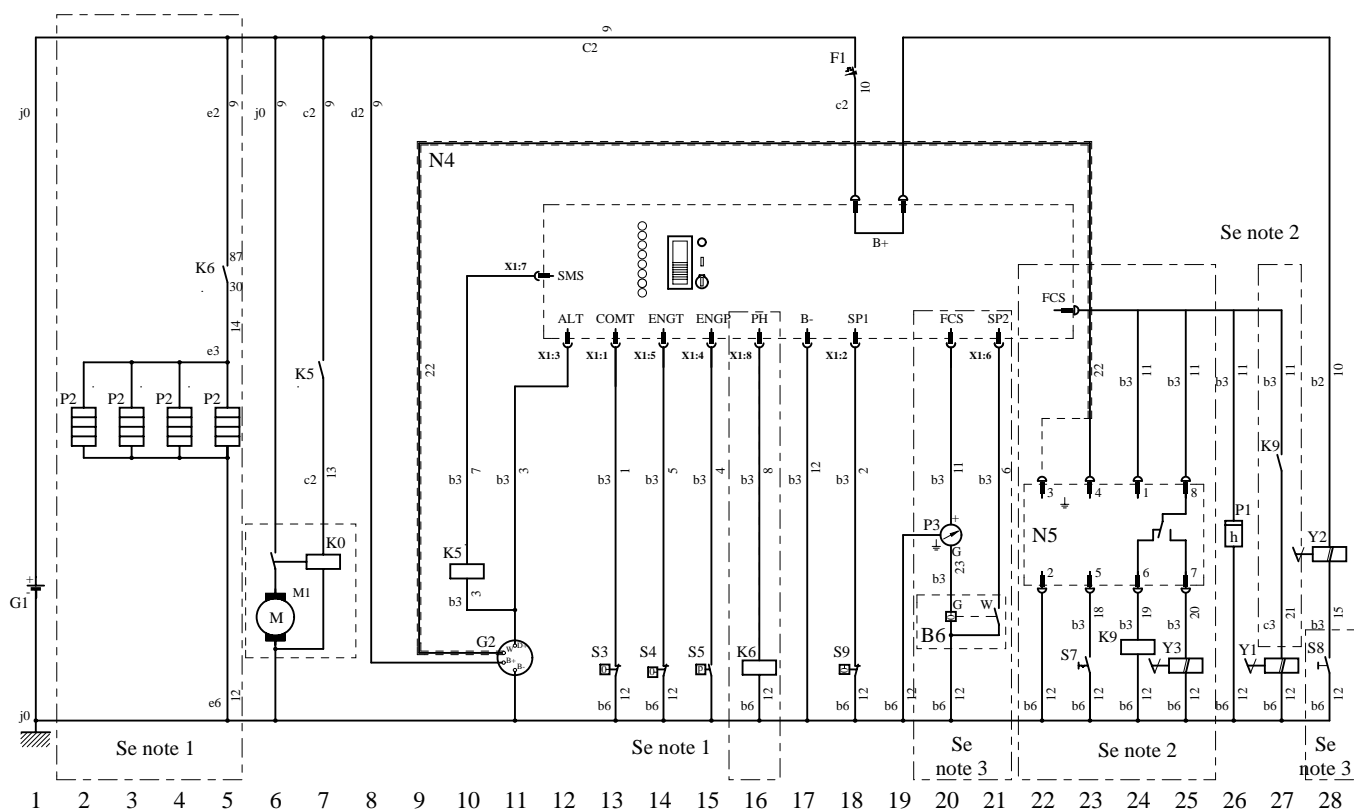 9
C2
F1
10
c2
j0
e2
9
j0
9
c2
9
d2
9
N4
B+
Se note 2
K6
87
30
X1:7
SMS
FCS
14
e3
ALT
COMT
ENGT
ENGP
PH
B-
SP1
FCS
SP2
X1:3
X1:1
X1:5
X1:4
X1:8
X1:2
X1:6
K5
22
22
b3
11
b3
11
b3
11
b3
11
b2
10
P2
P2
P2
P2
K9
c2
13
b3
7
b3
3
b3
1
b3
5
b3
4
b3
8
b3
12
b3
2
b3
11
b3
6
3
4
1
8
K0
P3
+
G
N5
P1
h
Y2
K5
b3
23
2
5
6
7
+
G1
M1
M
b3
3
G
W
B6
18
b3
19
b3
20
b3
21
c3
15
b3
G2
W
D+
B+
B-
S3
S4
S5
P
K6
S9
S7
K9
Y3
Y1
S8
j0
e6
12
b6
12
b6
12
b6
12
b6
12
b6
12
b6
12
b6
12
b6
12
b6
12
b6
12
b6
12
b6
12
b6
12
b6
12
Se note 1
Se note 1
Se
note 3
Se note 2
Se
note 3
1 2 3 4 5 6 7 8 9 10 11 12 13 14 15 16 17 18 19 20 21 22 23 24 25 26 27 28